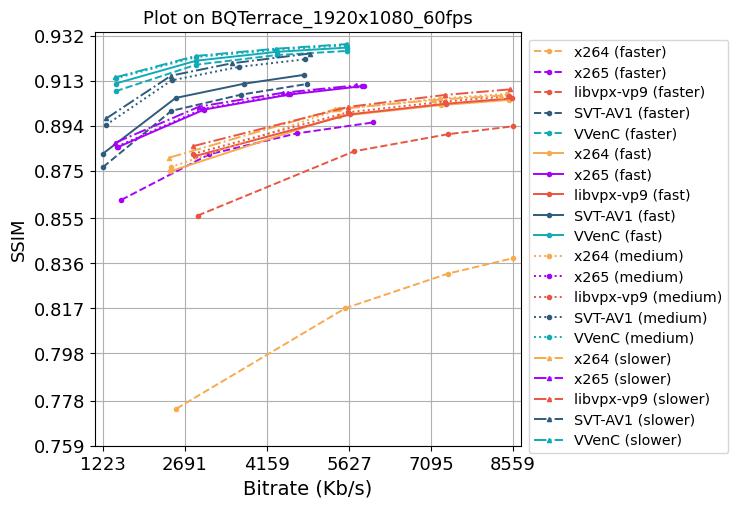 Plot on BQTerrace_1920x1080_60fps
0.932
0.913
0.894
0.875
0.855
0.836
0.817
0.798
0.778
0.759
SSIM
1223 2691 4159 5627 7095 8559
Bitrate (Kb/s)
x264 (faster)
x265 (faster)
libvpx-vp9 (faster)
SVT-AV1 (faster)
VVenC (faster)
x264 (fast)
x265 (fast)
libvpx-vp9 (fast)
SVT-AV1 (fast)
VVenC (fast)
x264 (medium)
x265 (medium)
libvpx-vp9 (medium)
SVT-AV1 (medium)
VVenC (medium)
x264 (slower)
x265 (slower)
libvpx-vp9 (slower)
SVT-AV1 (slower)
VVenC (slower)